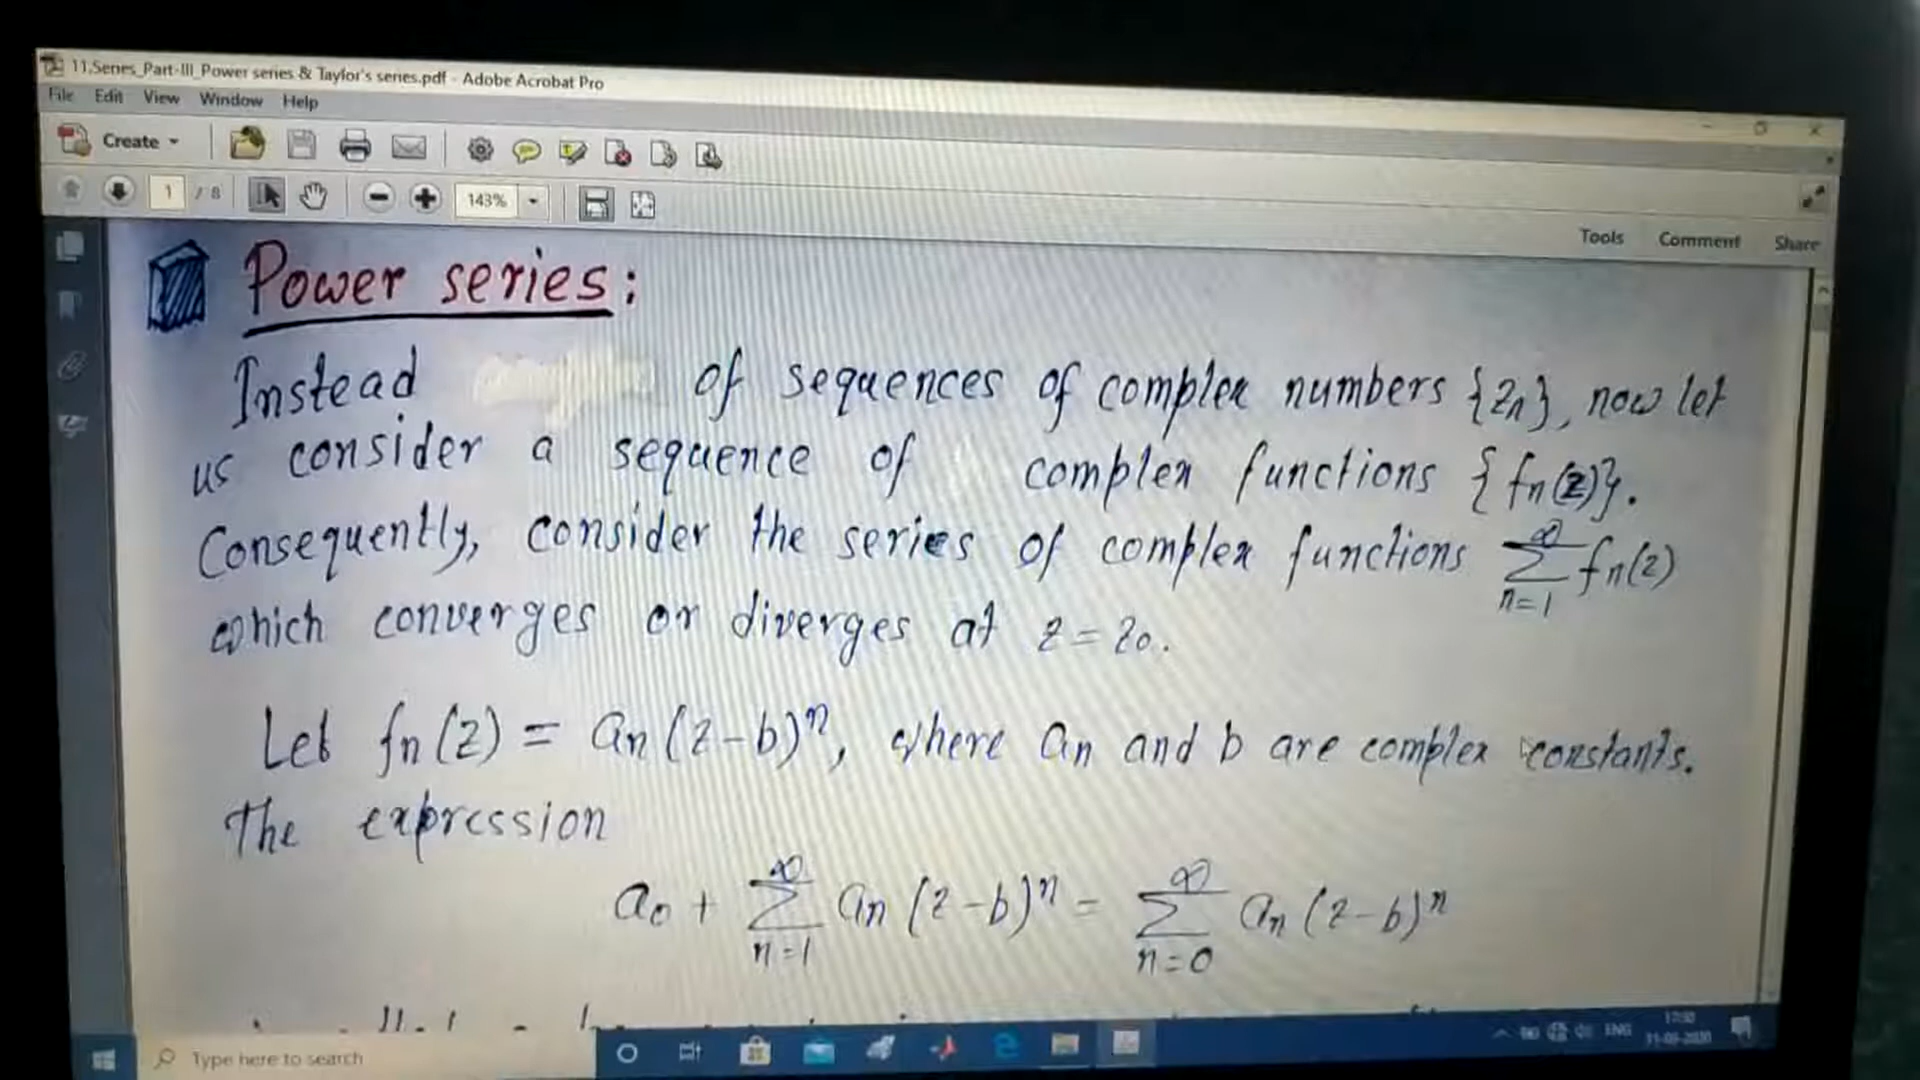 11.Series_Part-III_Power series & Taylor's series.pdf - Adobe Acrobat Pro
File Edit View Window Help
Create
1 / 8 143%
Tools Comment Share
Power series:
Instead of sequences of complex numbers {zn}, now let
us consider a sequence of complex functions {fn(z)}.
Consequently, consider the series of complex functions ∑_{n=1}^{∞} fn(z)
which converges or diverges at z = z0.
Let fn(z) = an(z-b)^n, where an and b are complex constants.
The expression
a0 + ∑_{n=1}^{∞} an (z-b)^n = ∑_{n=0}^{∞} an (z-b)^n
Type here to search
ENG